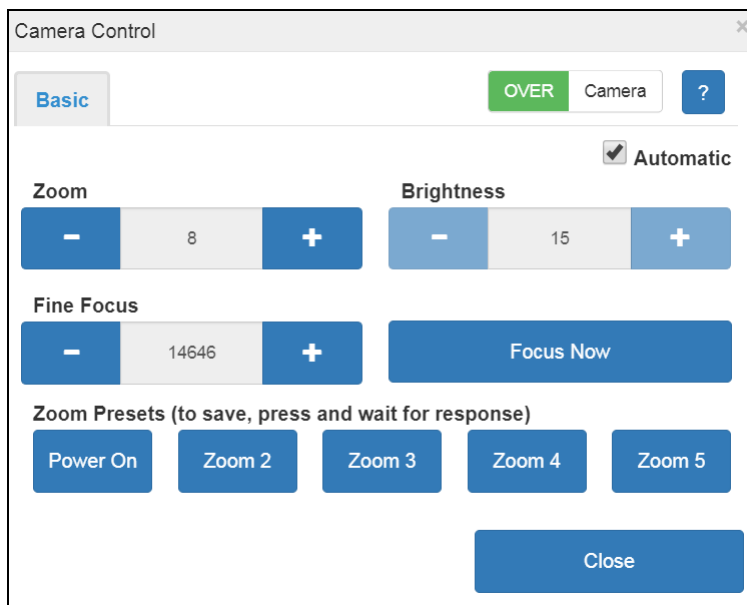 Camera Control ×
Basic OVER Camera ?
Automatic
Zoom Brightness
− 8 + − 15 +
Fine Focus
− 14646 + Focus Now
Zoom Presets (to save, press and wait for response)
Power On Zoom 2 Zoom 3 Zoom 4 Zoom 5
Close